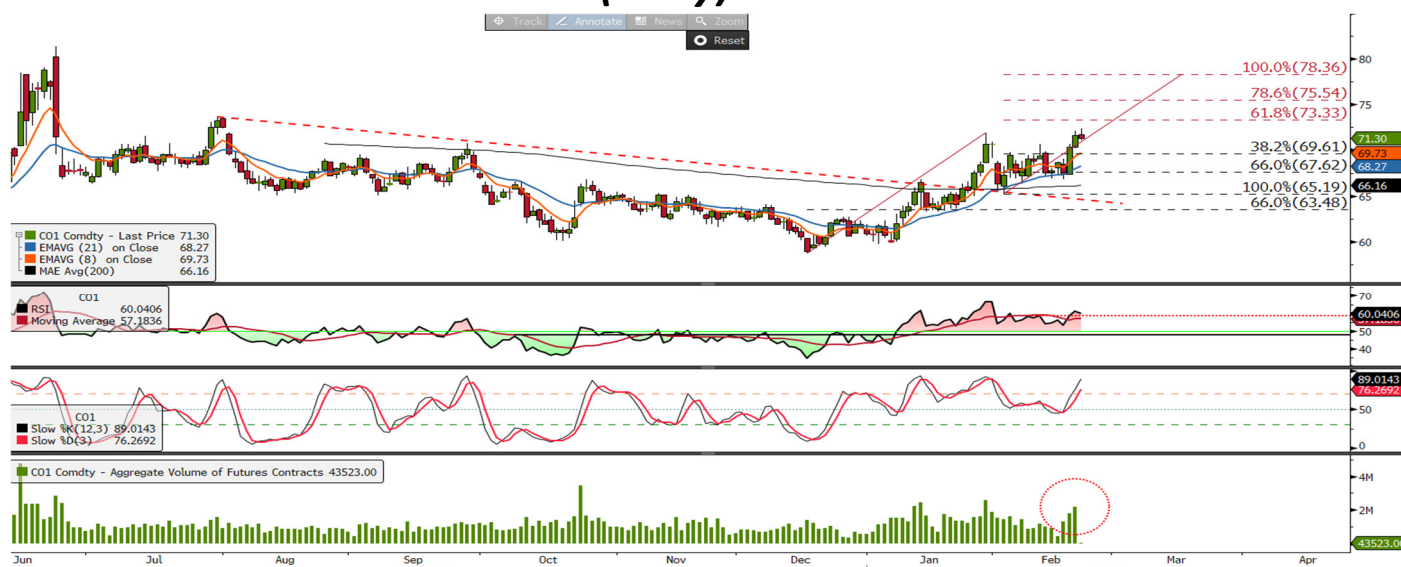 Track Annotate News Zoom
Reset
80
75
65
60
100.0%(78.36)
78.6%(75.54)
61.8%(73.33)
38.2%(69.61)
66.0%(67.62)
100.0%(65.19)
66.0%(63.48)
71.30
69.73
68.27
66.16
CO1 Comdty - Last Price 71.30
EMAVG (21) on Close 68.27
EMAVG (8) on Close 69.73
MAE Avg(200) 66.16
CO1
RSI 60.0406
Moving Average 57.1836
70
60.0406
50
40
CO1
Slow %K(12,3) 89.0143
Slow %D(3) 76.2692
89.0143
76.2692
50
0
CO1 Comdty - Aggregate Volume of Futures Contracts 43523.00
4M
2M
43523.00
Jun Jul Aug Sep Oct Nov Dec Jan Feb Mar Apr